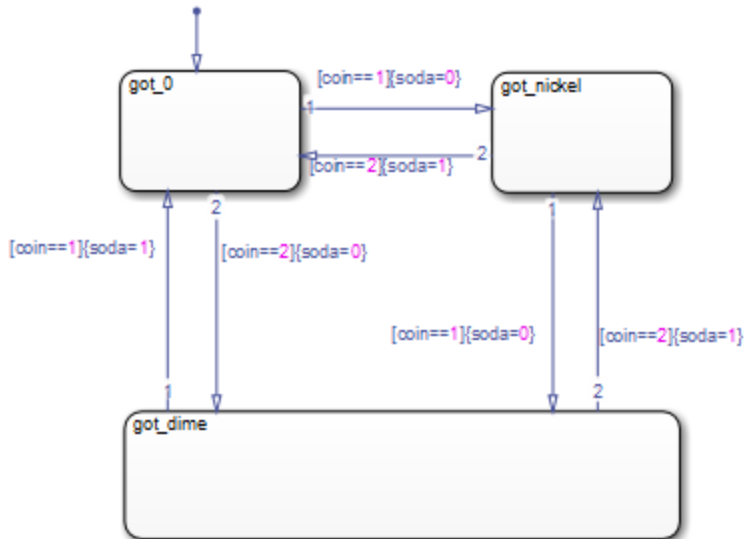 got_0
[coin==1]{soda=0}
got_nickel
1
2
[coin==2]{soda=1}
2
1
[coin==1]{soda=1}
[coin==2]{soda=0}
[coin==1]{soda=0}
[coin==2]{soda=1}
1
2
got_dime